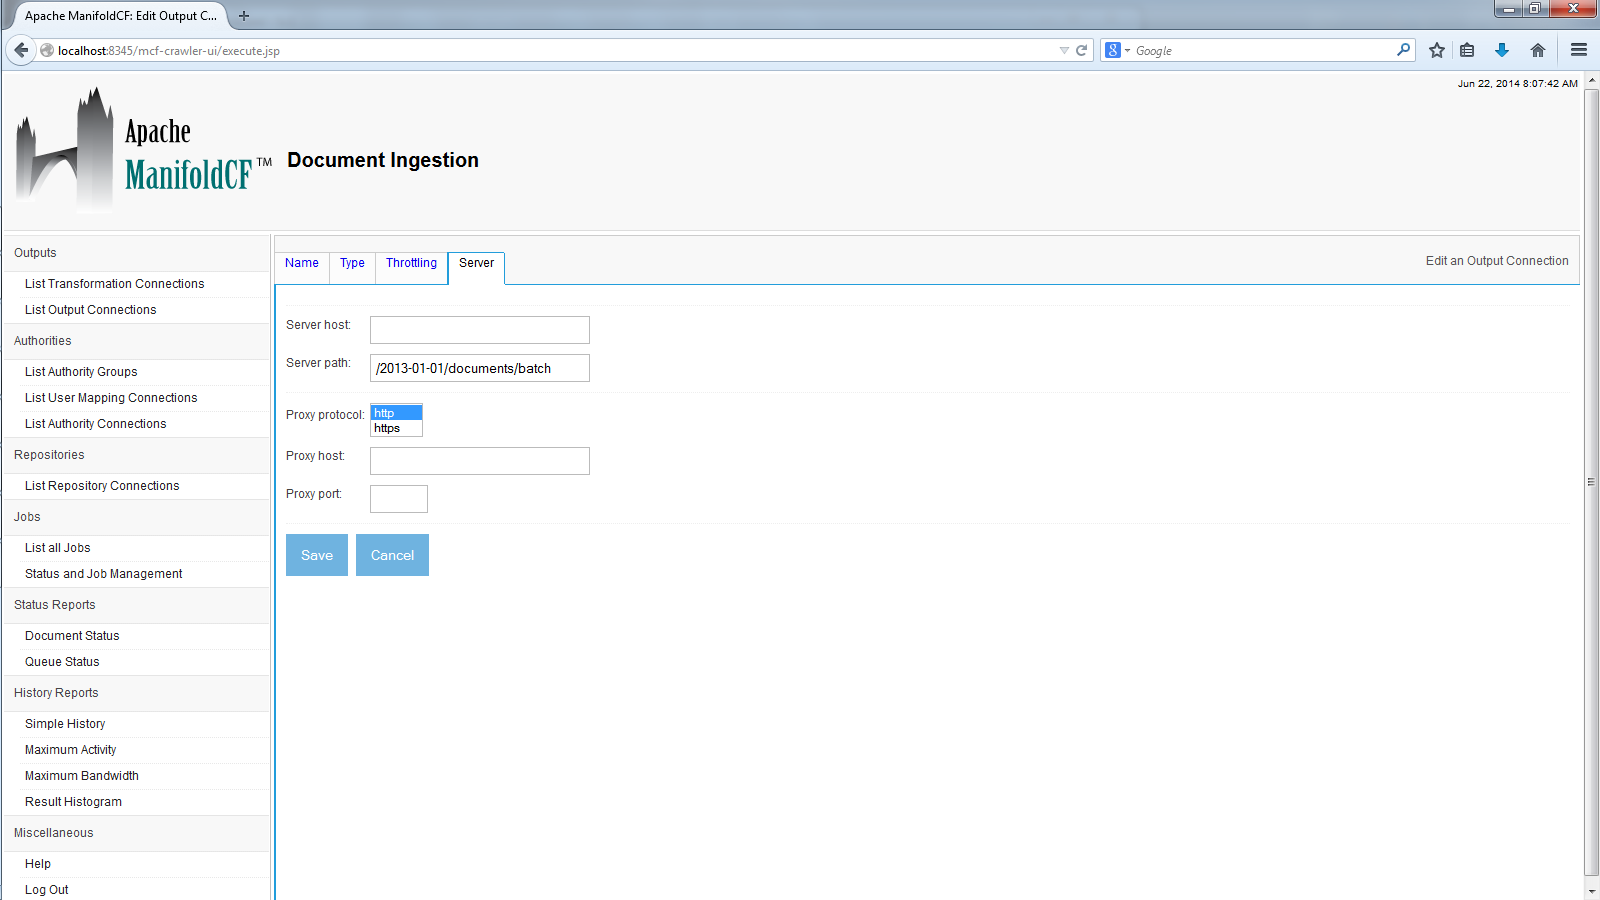 Apache ManifoldCF: Edit Output C...
localhost:8345/mcf-crawler-ui/execute.jsp
Google
Jun 22, 2014 8:07:42 AM
Apache
ManifoldCF™
Document Ingestion
Outputs
List Transformation Connections
List Output Connections
Authorities
List Authority Groups
List User Mapping Connections
List Authority Connections
Repositories
List Repository Connections
Jobs
List all Jobs
Status and Job Management
Status Reports
Document Status
Queue Status
History Reports
Simple History
Maximum Activity
Maximum Bandwidth
Result Histogram
Miscellaneous
Help
Log Out
Name Type Throttling Server
Edit an Output Connection
Server host:
Server path: /2013-01-01/documents/batch
Proxy protocol: http
https
Proxy host:
Proxy port:
Save Cancel